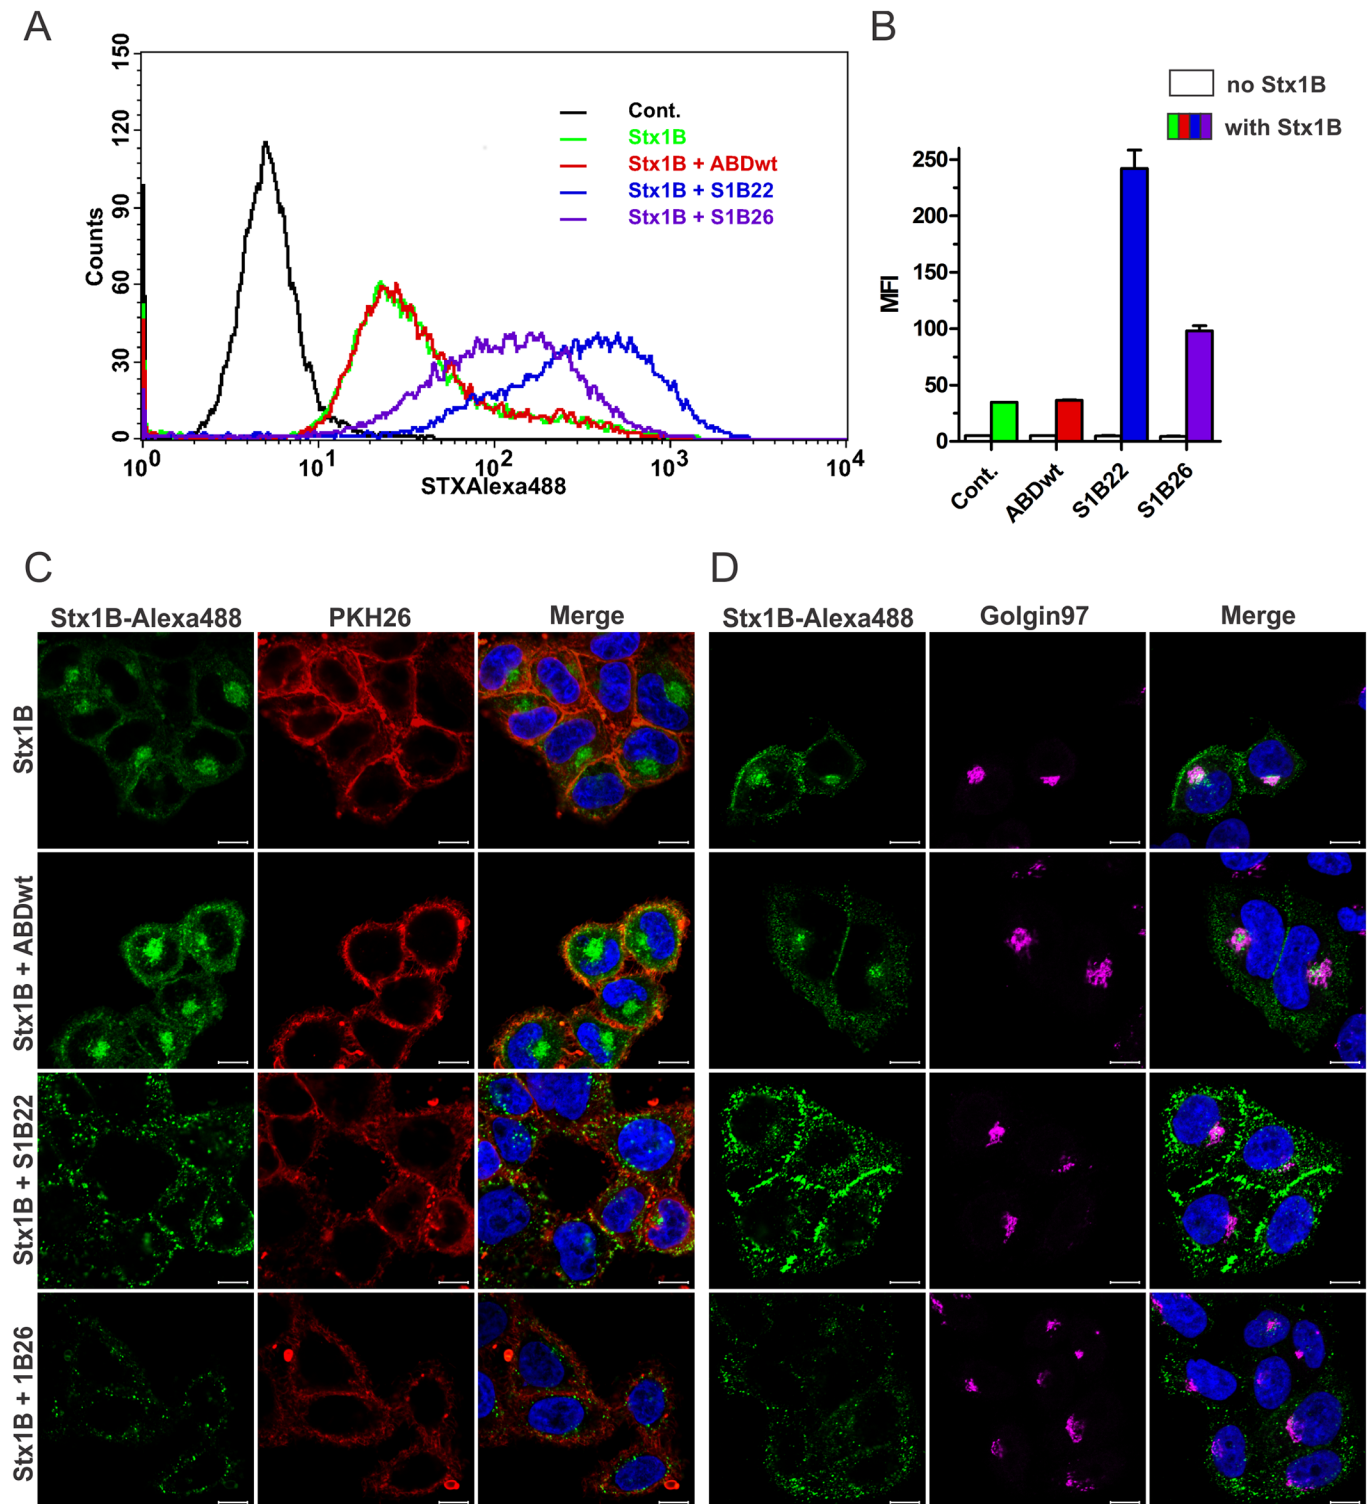 A
150
120
90
60
30
0
Counts
10^0 10^1 10^2 10^3 10^4
STXAlexa488
Cont.
Stx1B
Stx1B + ABDwt
Stx1B + S1B22
Stx1B + S1B26
B
no Stx1B
with Stx1B
250
200
150
100
50
0
MFI
Cont. ABDwt S1B22 S1B26
C
Stx1B-Alexa488 PKH26 Merge
Stx1B
Stx1B + ABDwt
Stx1B + S1B22
Stx1B + 1B26
D
Stx1B-Alexa488 Golgin97 Merge